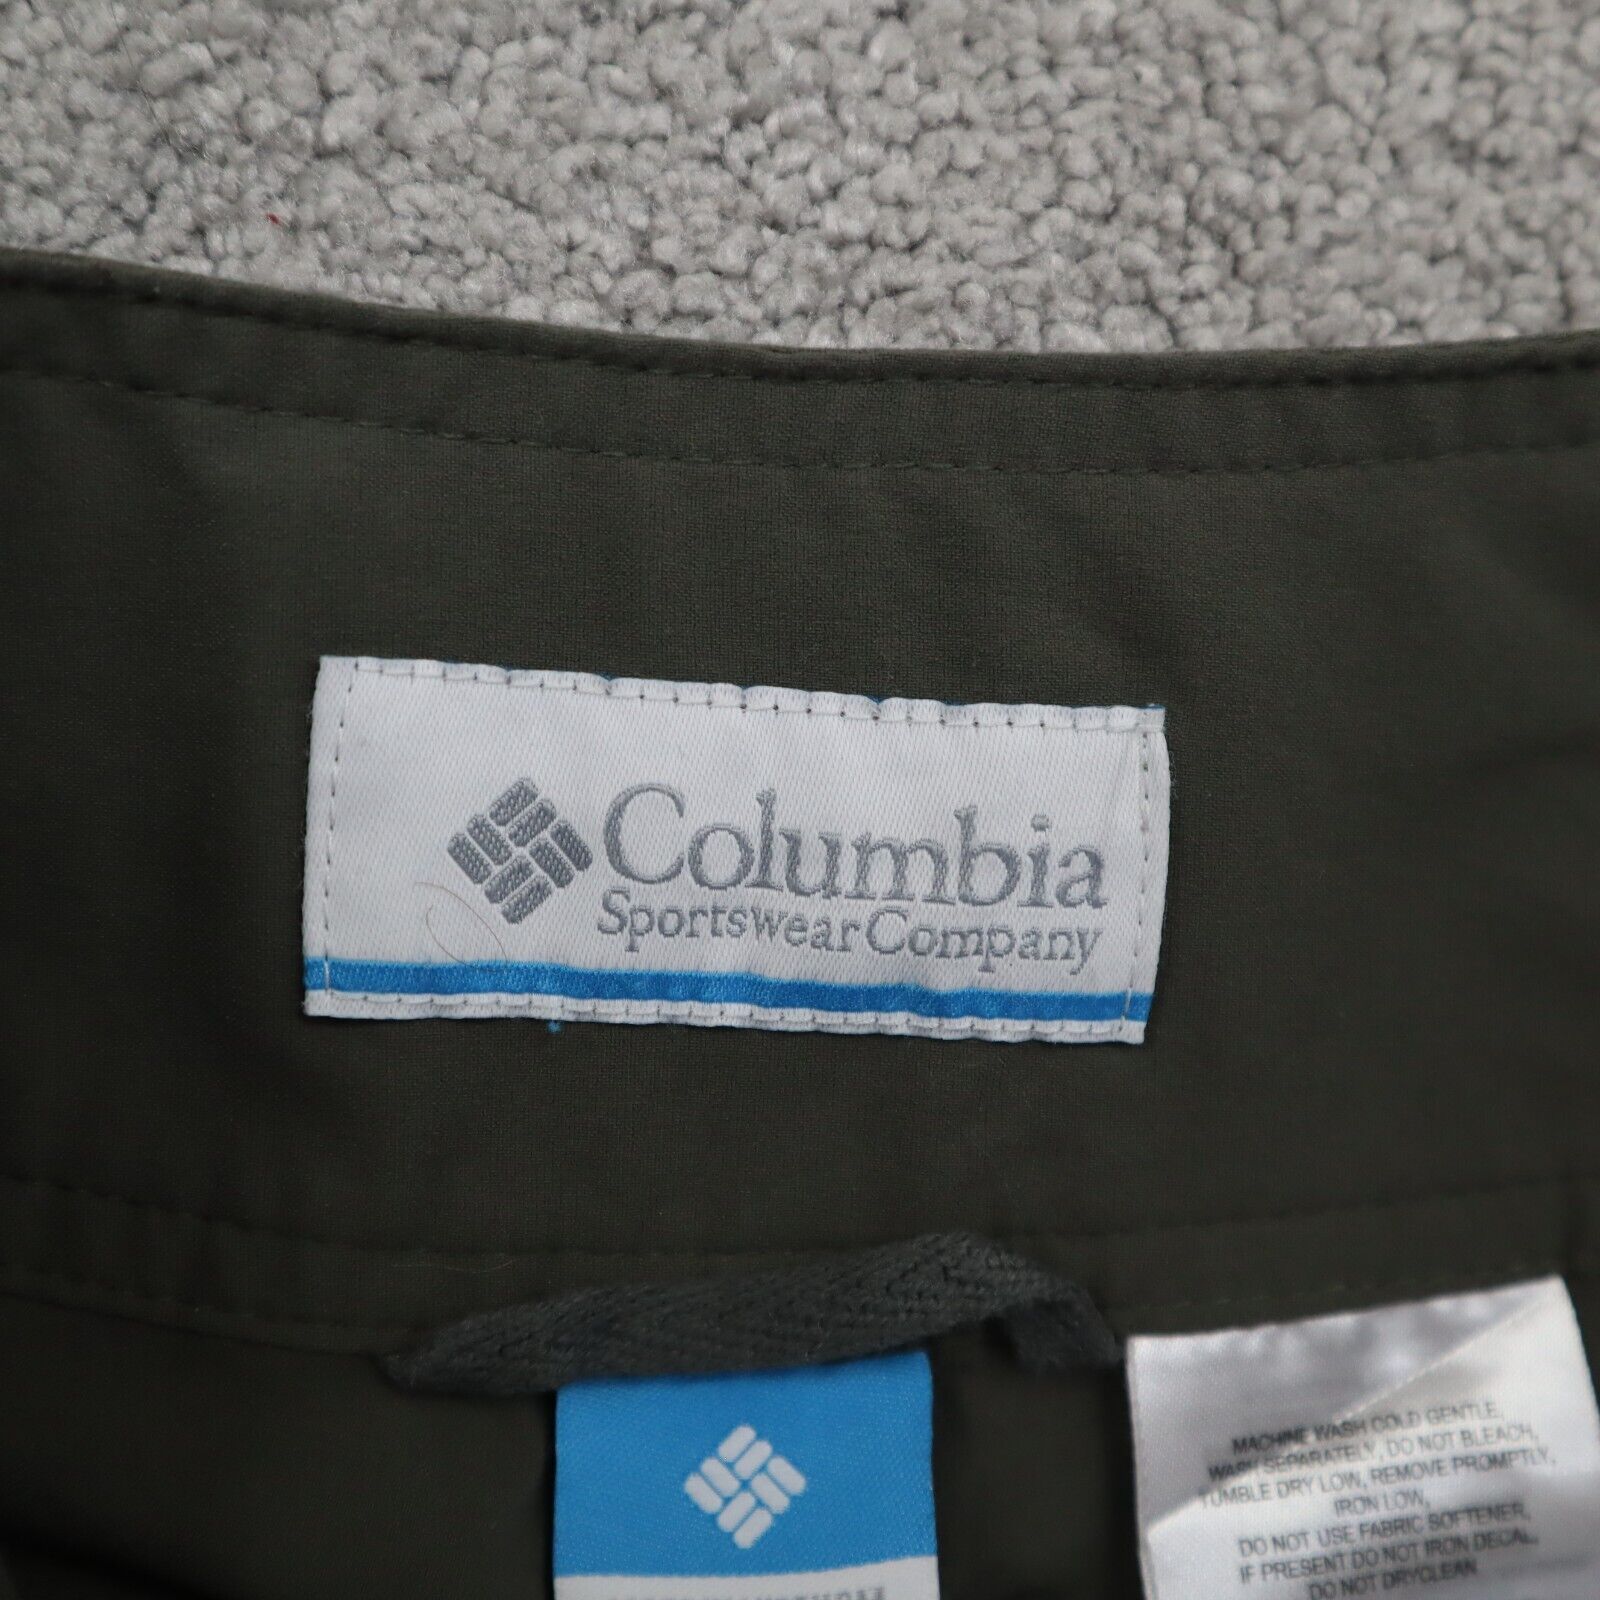 Columbia
Sportswear Company
MACHINE WASH COLD GENTLE,
WASH SEPARATELY, DO NOT BLEACH,
TUMBLE DRY LOW, REMOVE PROMPTLY,
IRON LOW,
DO NOT USE FABRIC SOFTENER,
IF PRESENT DO NOT IRON DECAL,
DO NOT DRYCLEAN